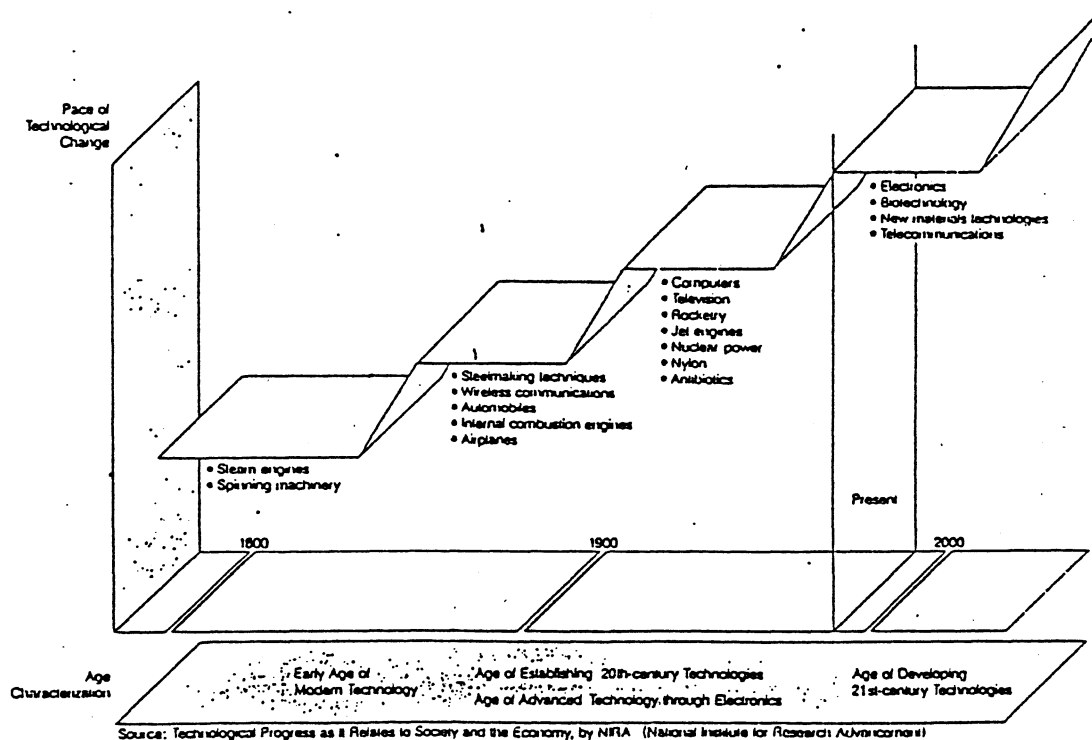 Pace of
Technological
Change
• Electronics
• Biotechnology
• New materials technologies
• Telecommunications
• Computers
• Television
• Rocketry
• Jet engines
• Nuclear power
• Nylon
• Antibiotics
• Steelmaking techniques
• Wireless communications
• Automobiles
• Internal combustion engines
• Airplanes
• Steam engines
• Spinning machinery
Present
1800
1900
2000
Age
Characterization
Early Age of
Modern Technology
Age of Establishing 20th-century Technologies
Age of Advanced Technology through Electronics
Age of Developing
21st-century Technologies
Source: Technological Progress as it Relates to Society and the Economy, by NIRA (National Institute for Research Advancement)